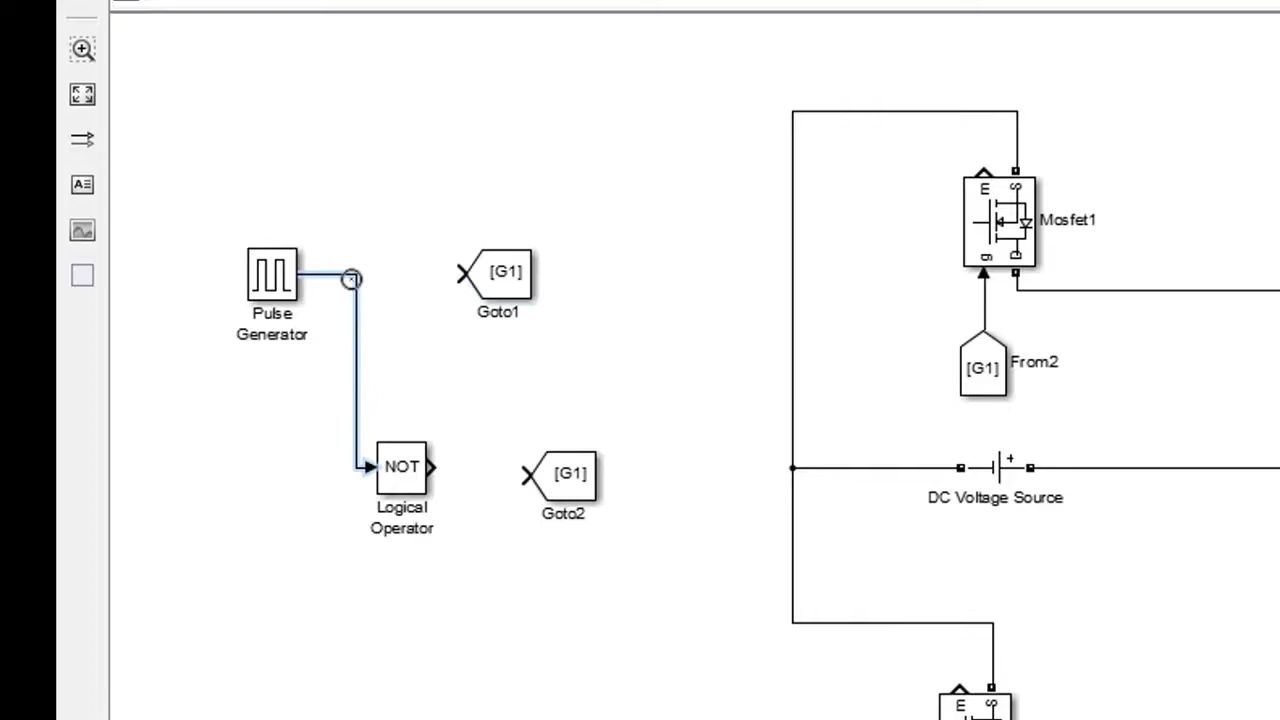 A
m
S
Mosfet1
g
D
[G1]
Goto1
Pulse
Generator
[G1]
From2
NOT
Logical
Operator
[G1]
Goto2
+
DC Voltage Source
m
S